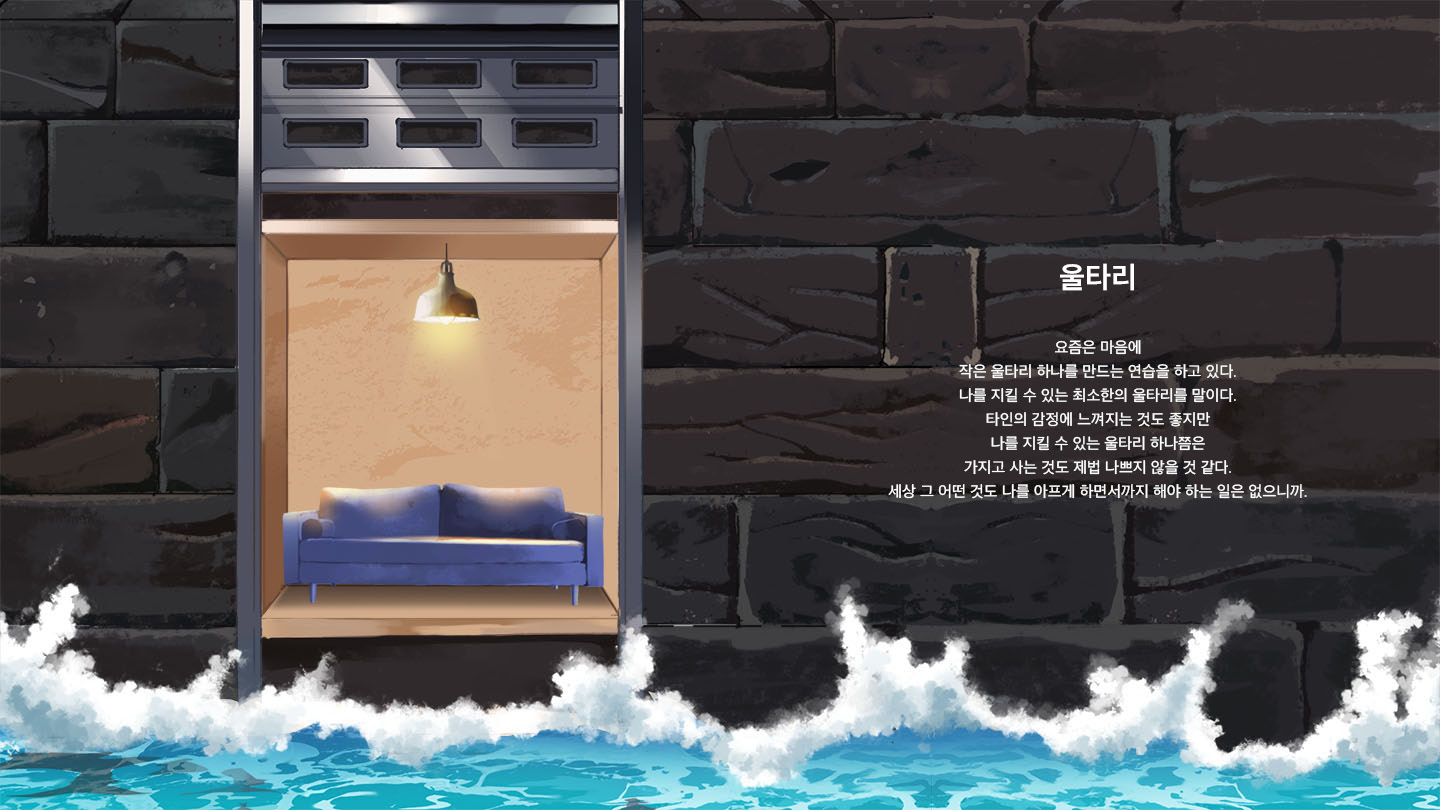 울타리
요즘은 마음에
작은 울타리 하나를 만드는 연습을 하고 있다.
나를 지킬 수 있는 최소한의 울타리를 말이다.
타인의 감정에 느껴지는 것도 좋지만
나를 지킬 수 있는 울타리 하나쯤은
가지고 사는 것도 제법 나쁘지 않을 것 같다.
세상 그 어떤 것도 나를 아프게 하면서까지 해야 하는 일은 없으니까.